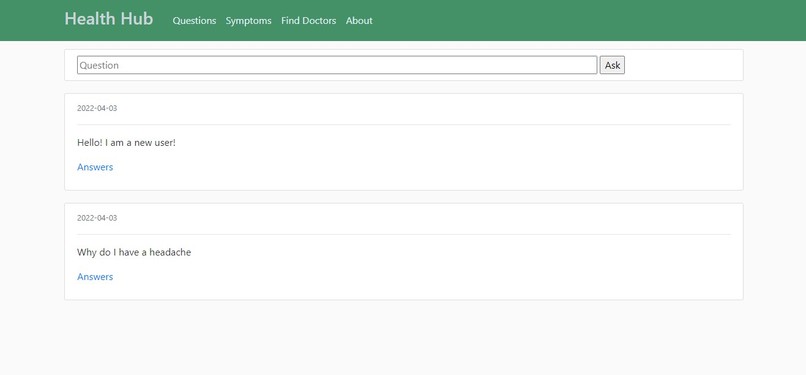 Health Hub Questions Symptoms Find Doctors About
Question Ask
2022-04-03
Hello! I am a new user!
Answers
2022-04-03
Why do I have a headache
Answers